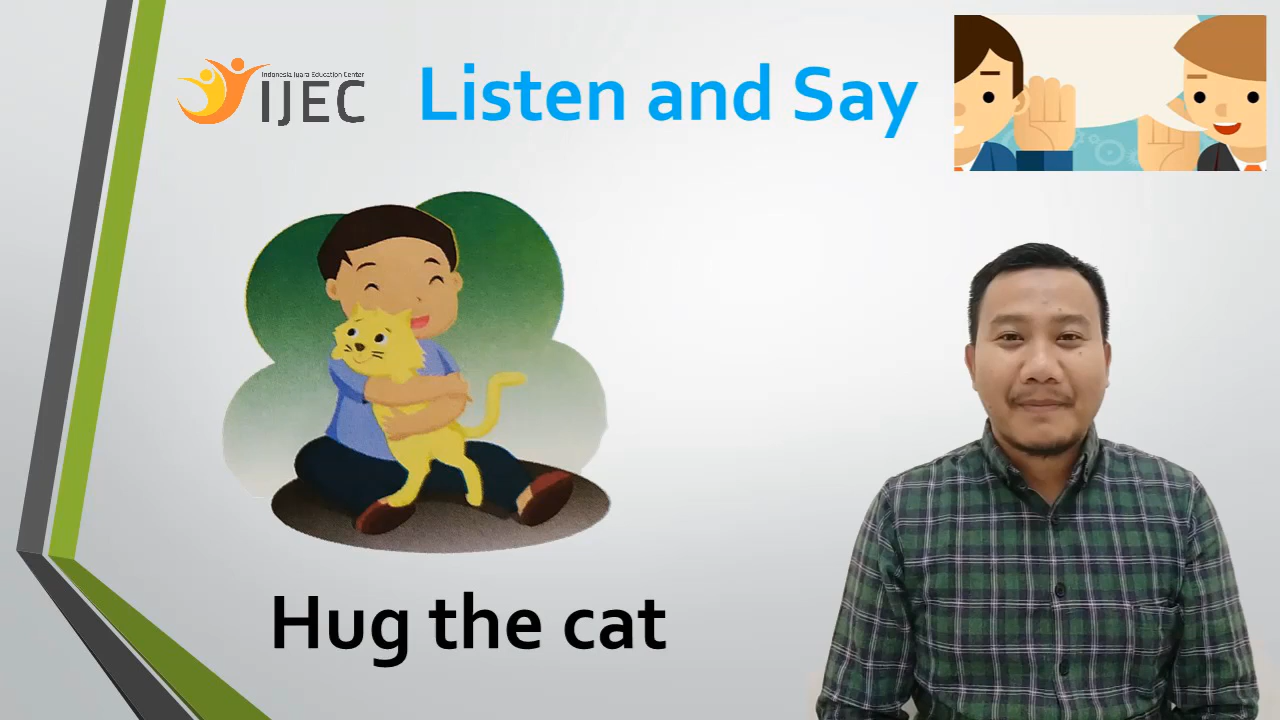 Indonesia Juara Education Center
IJEC
Listen and Say
Hug the cat